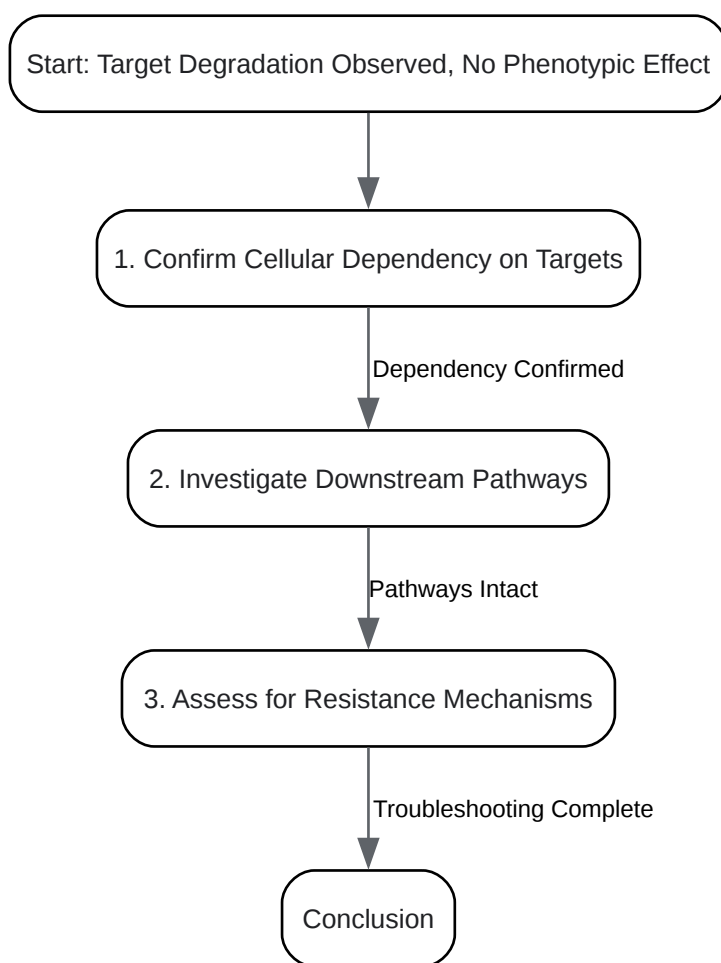 Start: Target Degradation Observed, No Phenotypic Effect
1. Confirm Cellular Dependency on Targets
Dependency Confirmed
2. Investigate Downstream Pathways
Pathways Intact
3. Assess for Resistance Mechanisms
Troubleshooting Complete
Conclusion